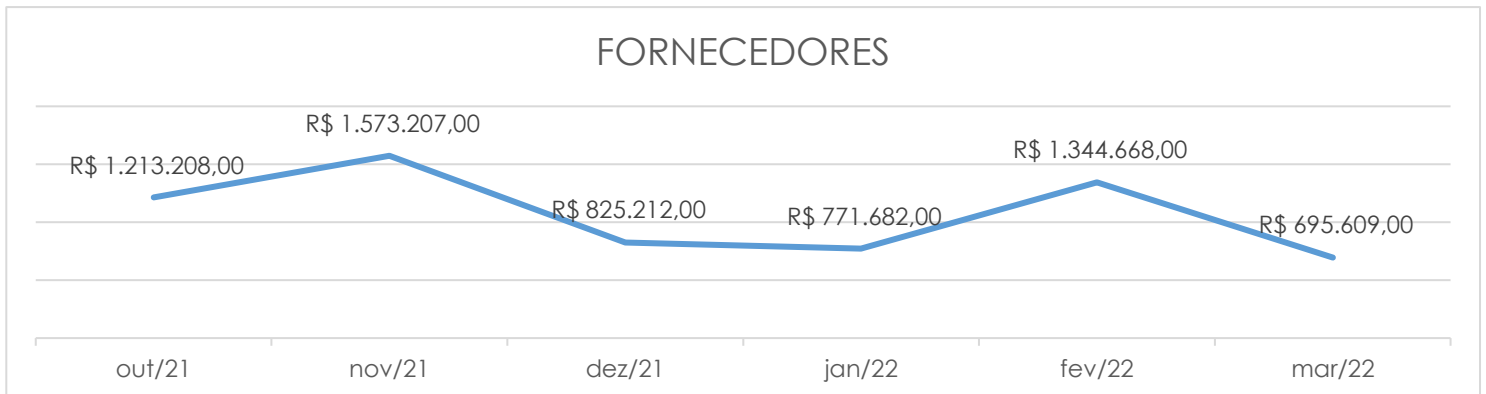 FORNECEDORES
R$ 1.213.208,00
R$ 1.573.207,00
R$ 825.212,00
R$ 771.682,00
R$ 1.344.668,00
R$ 695.609,00
out/21
nov/21
dez/21
jan/22
fev/22
mar/22